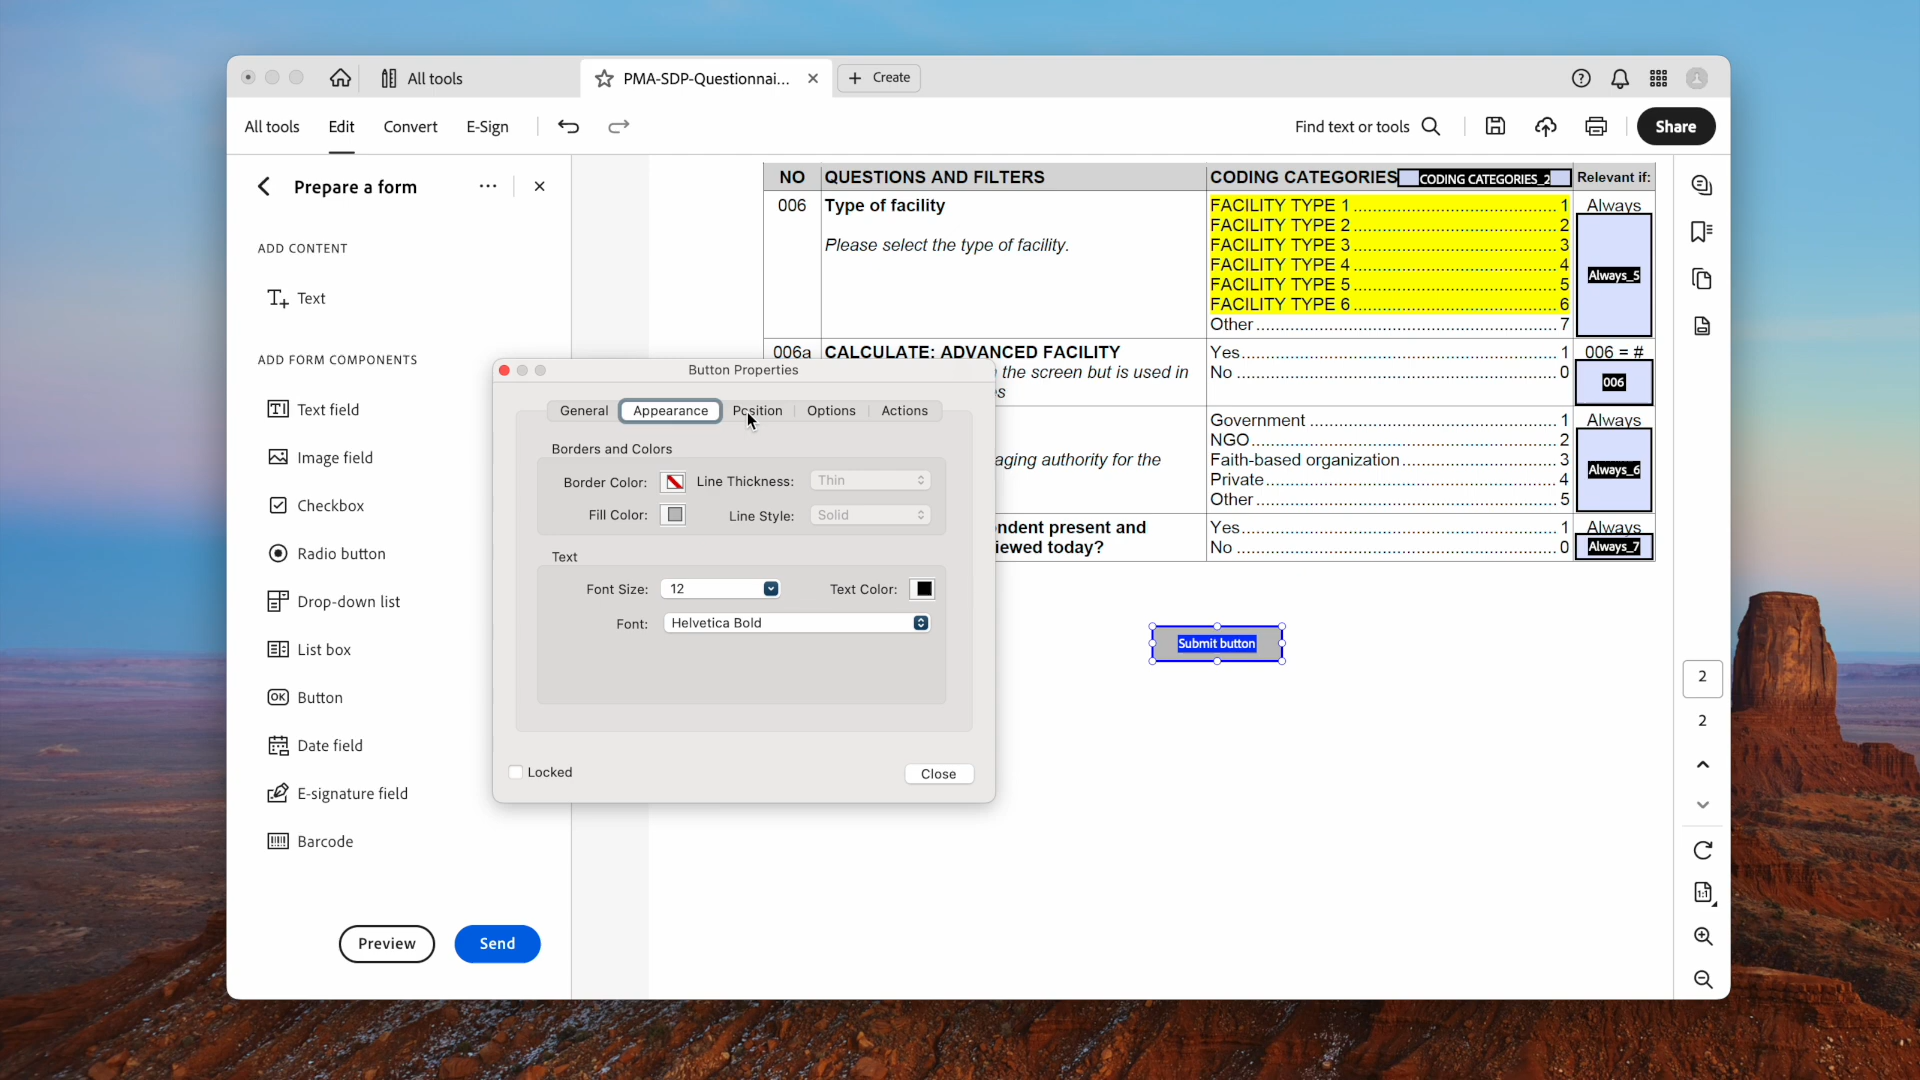 All tools
PMA-SDP-Questionnai...
Create
All tools
Edit
Convert
E-Sign
Find text or tools
Share
Prepare a form
ADD CONTENT
Text
ADD FORM COMPONENTS
Text field
Image field
Checkbox
Radio button
Drop-down list
List box
OK Button
Date field
E-signature field
Barcode
Preview
Send
NO QUESTIONS AND FILTERS CODING CATEGORIES CODING CATEGORIES_2 Relevant if:
006 Type of facility
Please select the type of facility.
FACILITY TYPE 1 1
FACILITY TYPE 2 2
FACILITY TYPE 3 3
FACILITY TYPE 4 4
FACILITY TYPE 5 5
FACILITY TYPE 6 6
Other 7
Always
Always_5
006a CALCULATE: ADVANCED FACILITY
the screen but is used in
s
Yes 1
No 0
006 = #
006
aging authority for the
Government 1
NGO 2
Faith-based organization 3
Private 4
Other 5
Always
Always_6
ndent present and
iewed today?
Yes 1
No 0
Always
Always_7
Submit button
Button Properties
General Appearance Position Options Actions
Borders and Colors
Border Color: Line Thickness: Thin
Fill Color: Line Style: Solid
Text
Font Size: 12 Text Color:
Font: Helvetica Bold
Locked
Close
2
2
1:1